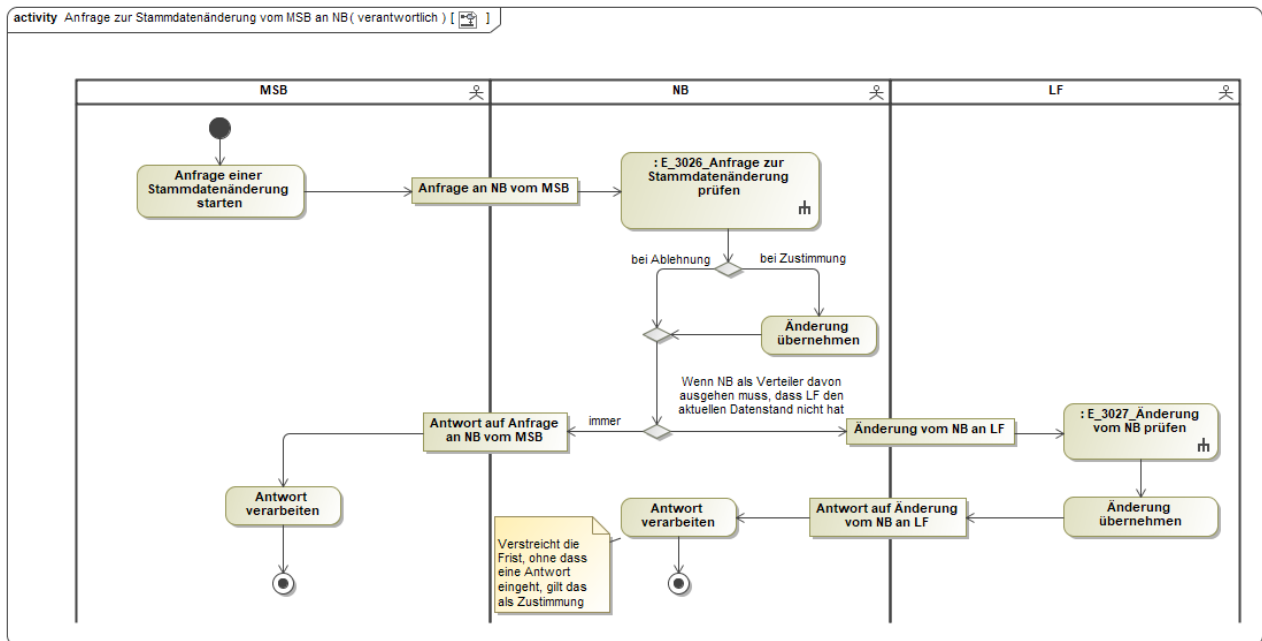 activity Anfrage zur Stammdatenänderung vom MSB an NB( verantwortlich ) [ ]
MSB
NB
LF
Anfrage einer
Stammdatenänderung
starten
Anfrage an NB vom MSB
: E_3026_Anfrage zur
Stammdatenänderung
prüfen
bei Ablehnung
bei Zustimmung
Änderung
übernehmen
Wenn NB als Verteiler davon
ausgehen muss, dass LF den
aktuellen Datenstand nicht hat
Antwort auf Anfrage
an NB vom MSB
immer
Änderung vom NB an LF
: E_3027_Änderung
vom NB prüfen
Antwort
verarbeiten
Antwort
verarbeiten
Antwort auf Änderung
vom NB an LF
Änderung
übernehmen
Verstreicht die
Frist, ohne dass
eine Antwort
eingeht, gilt das
als Zustimmung